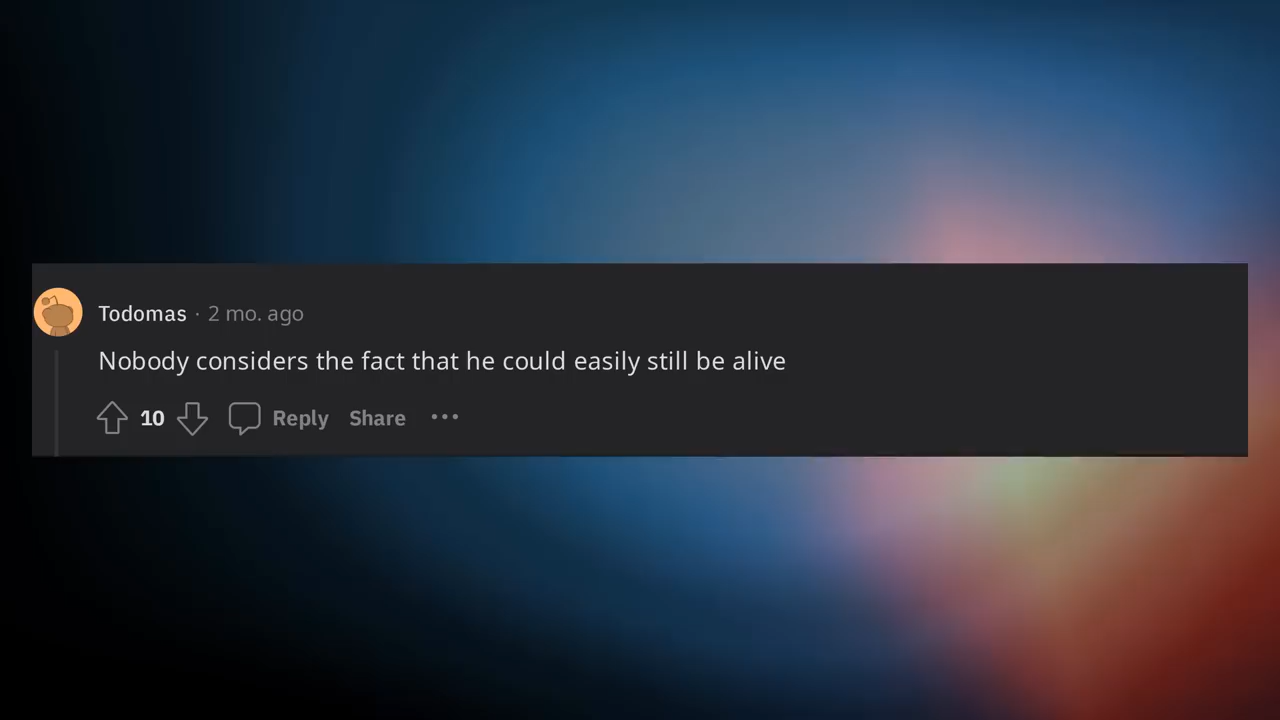 Todomas · 2 mo. ago
Nobody considers the fact that he could easily still be alive
10 Reply Share ···